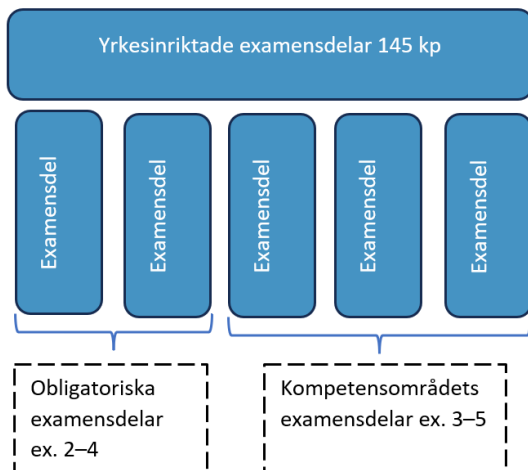 Yrkesinriktade examensdelar 145 kp
Examensdel
Examensdel
Examensdel
Examensdel
Examensdel
Obligatoriska
examensdelar
ex. 2–4
Kompetensområdets
examensdelar ex. 3–5